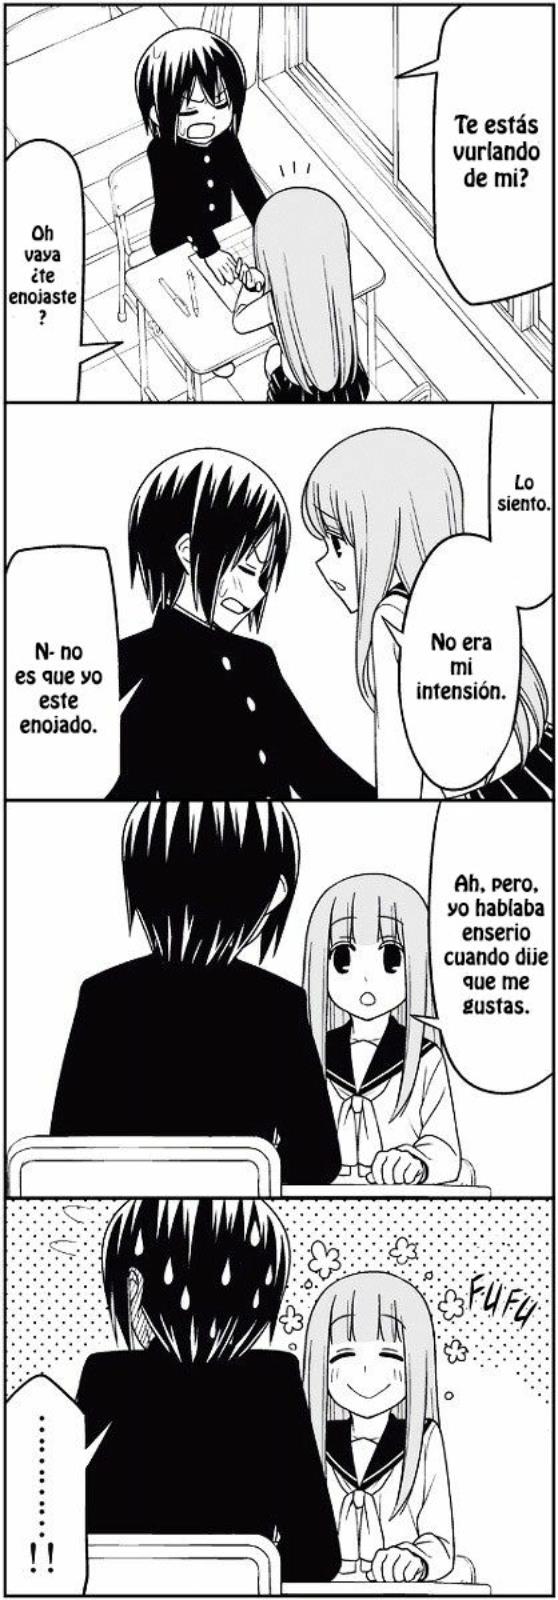 Te estás
vurlando
de mi?
Oh
vaya
¿te
enojaste
?
Lo
siento.
No era
mi
intensión.
N- no
es que yo
este
enojado.
Ah, pero,
yo hablaba
enserio
cuando dije
que me
gustas.
FUFU
..........!!